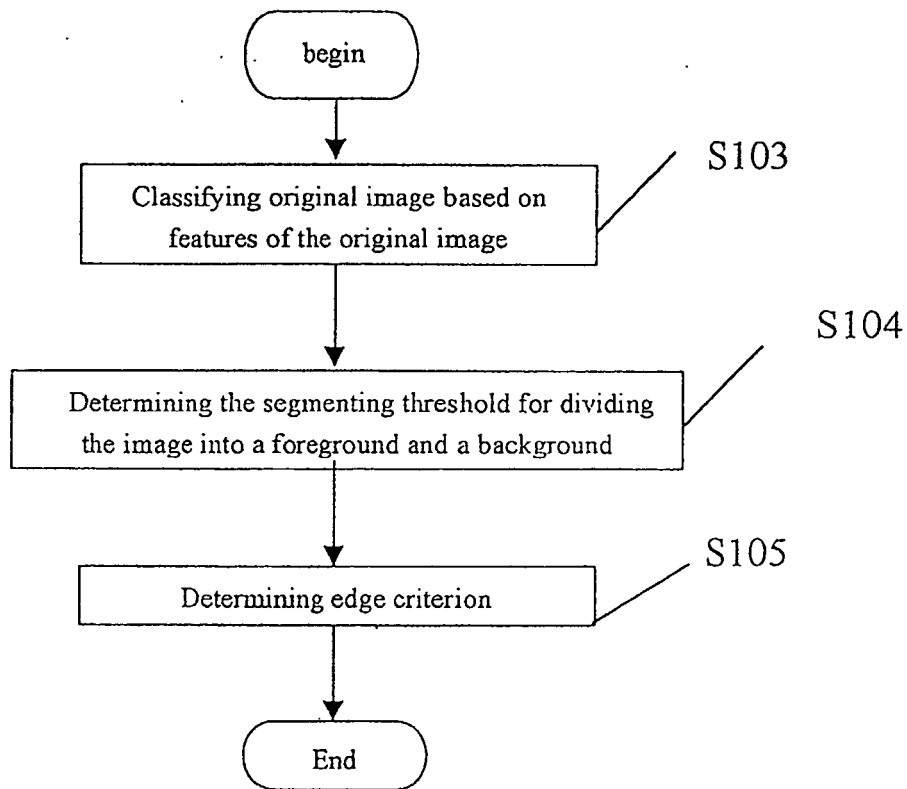 begin
S103
Classifying original image based on
features of the original image
S104
Determining the segmenting threshold for dividing
the image into a foreground and a background
S105
Determining edge criterion
End